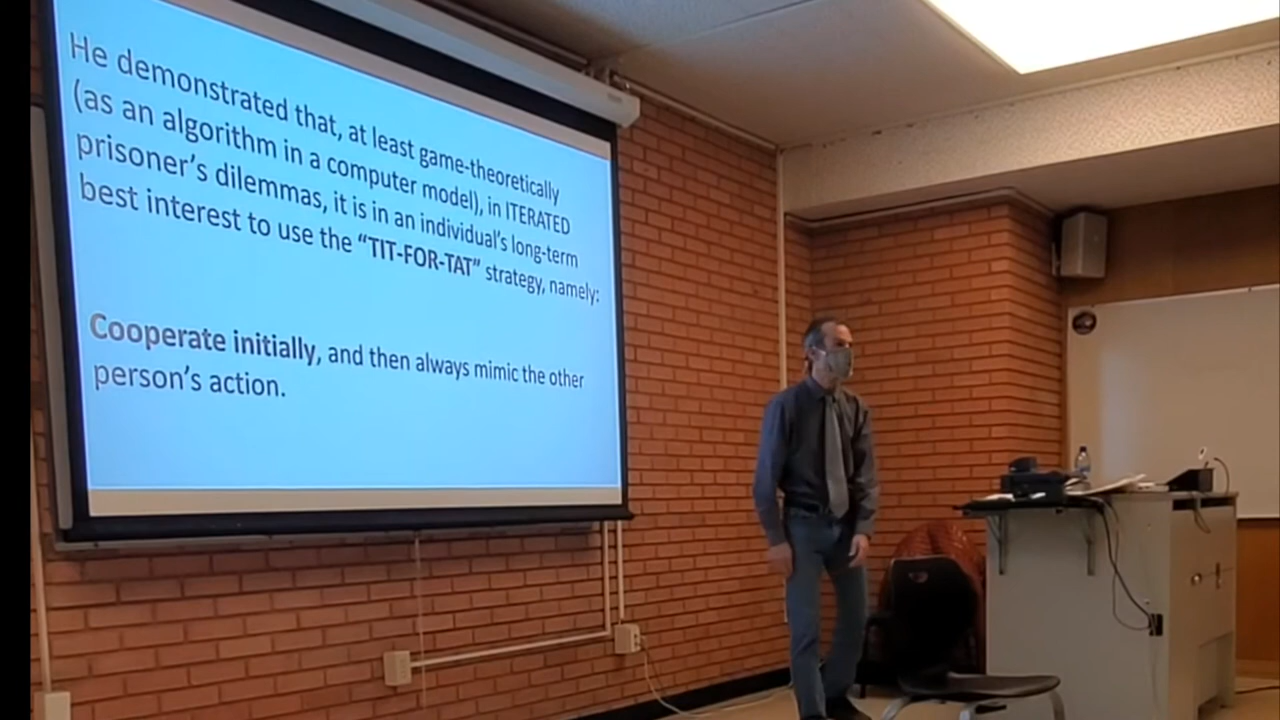 He demonstrated that, at least game-theoretically
(as an algorithm in a computer model), in ITERATED
prisoner's dilemmas, it is in an individual's long-term
best interest to use the “TIT-FOR-TAT” strategy, namely:
Cooperate initially, and then always mimic the other
person's action.